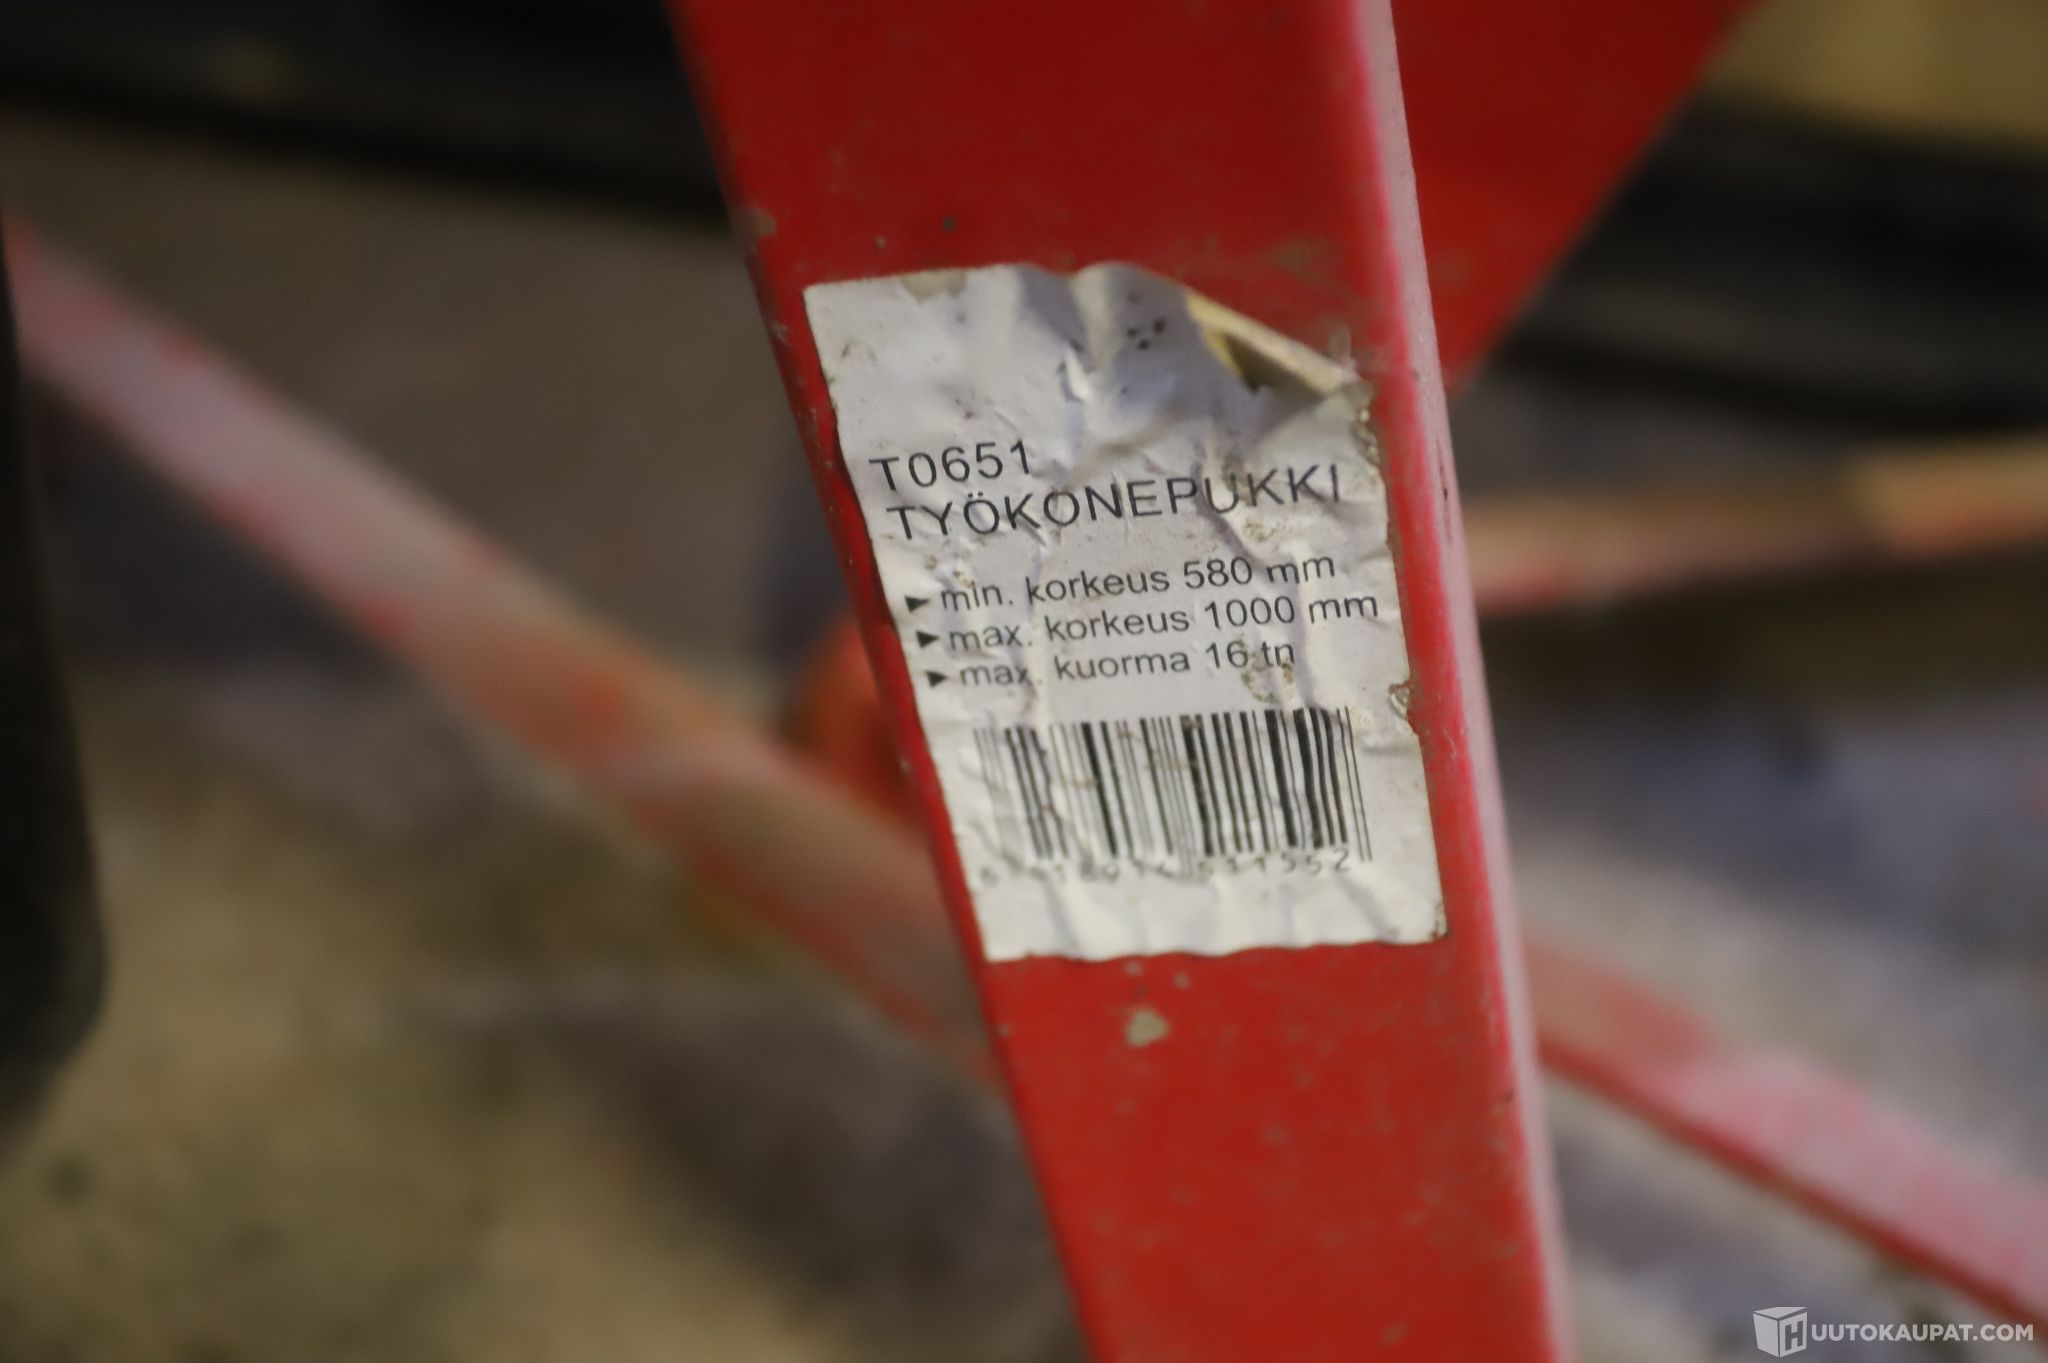 T0651
TYÖKONEPUKKI
► min. korkeus 580 mm
► max. korkeus 1000 mm
► max. kuorma 16 tn
HUUTOKAUPAT.COM